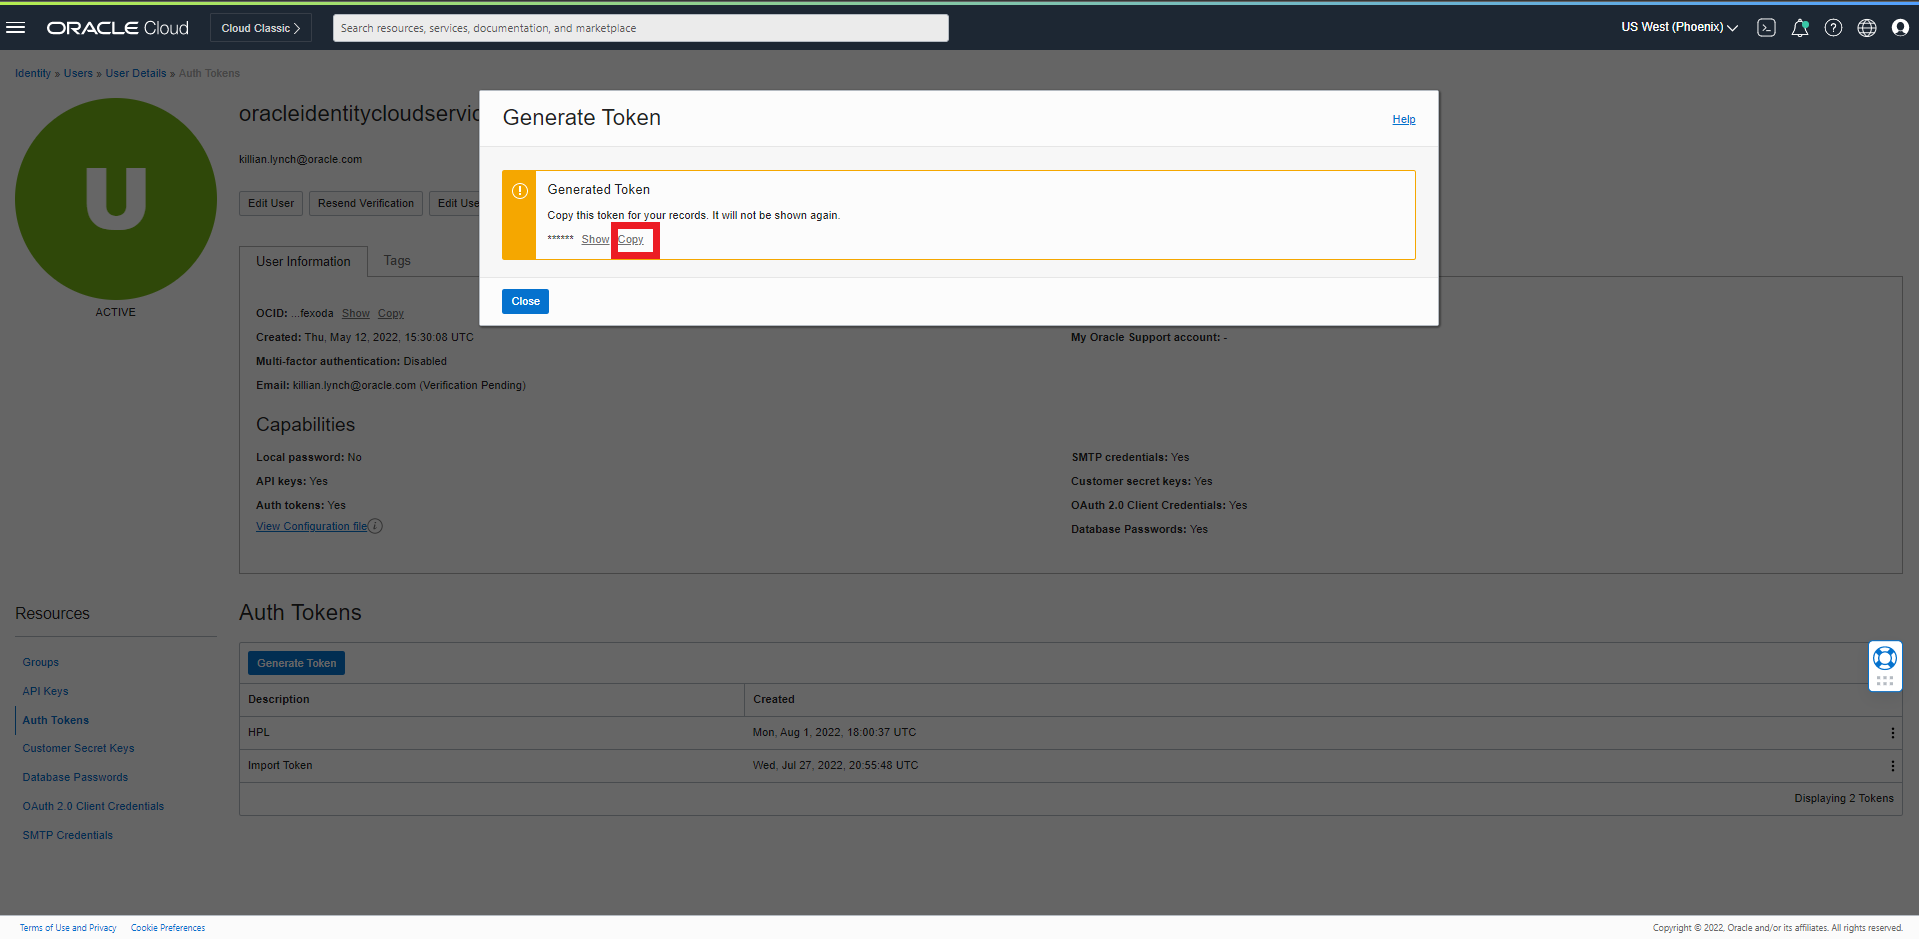 ORACLE Cloud
Cloud Classic
Search resources, services, documentation, and marketplace
US West (Phoenix)
Identity » Users » User Details » Auth Tokens
U
ACTIVE
oracleidentitycloudservic
killian.lynch@oracle.com
Edit User
Resend Verification
Edit Use
Generate Token
Help
Generated Token
Copy this token for your records. It will not be shown again.
****** Show Copy
Close
User Information
Tags
OCID: ...fexoda Show Copy
Created: Thu, May 12, 2022, 15:30:08 UTC
Multi-factor authentication: Disabled
Email: killian.lynch@oracle.com (Verification Pending)
My Oracle Support account: -
Capabilities
Local password: No
API keys: Yes
Auth tokens: Yes
View Configuration file
SMTP credentials: Yes
Customer secret keys: Yes
OAuth 2.0 Client Credentials: Yes
Database Passwords: Yes
Resources
Groups
API Keys
Auth Tokens
Customer Secret Keys
Database Passwords
OAuth 2.0 Client Credentials
SMTP Credentials
Auth Tokens
Generate Token
Description Created
HPL Mon, Aug 1, 2022, 18:00:37 UTC
Import Token Wed, Jul 27, 2022, 20:55:48 UTC
Displaying 2 Tokens
Terms of Use and Privacy Cookie Preferences
Copyright © 2022, Oracle and/or its affiliates. All rights reserved.